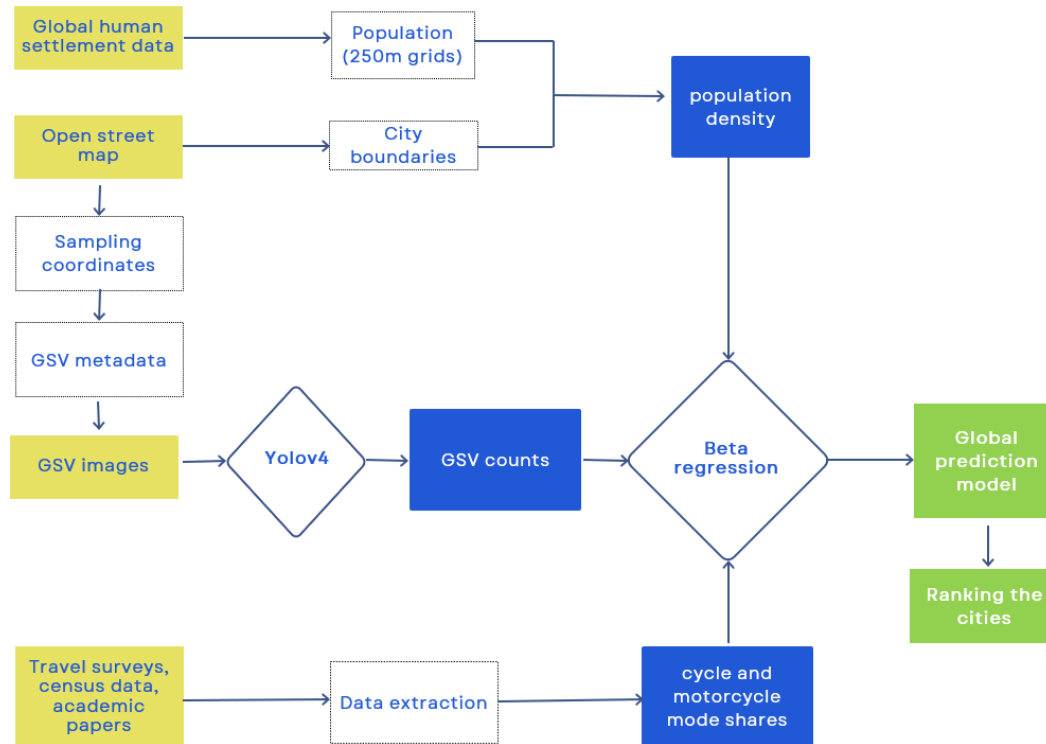 Global human
settlement data
Population
(250m grids)
population
density
Open street
map
City
boundaries
Sampling
coordinates
GSV metadata
GSV images
Yolov4
GSV counts
Beta
regression
Global
prediction
model
Ranking the
cities
Travel surveys,
census data,
academic
papers
Data extraction
cycle and
motorcycle
mode shares